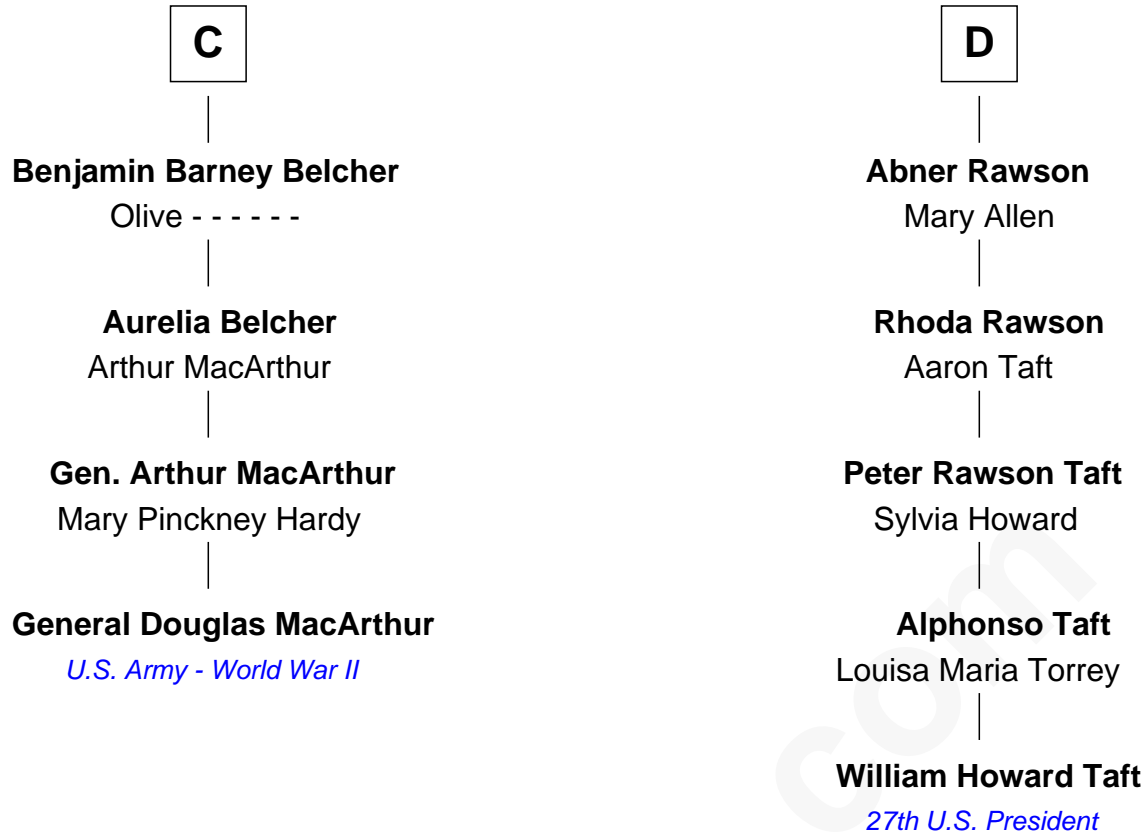 C
Benjamin Barney Belcher
Olive - - - - - -
Aurelia Belcher
Arthur MacArthur
Gen. Arthur MacArthur
Mary Pinckney Hardy
General Douglas MacArthur
U.S. Army - World War II
D
Abner Rawson
Mary Allen
Rhoda Rawson
Aaron Taft
Peter Rawson Taft
Sylvia Howard
Alphonso Taft
Louisa Maria Torrey
William Howard Taft
27th U.S. President
com